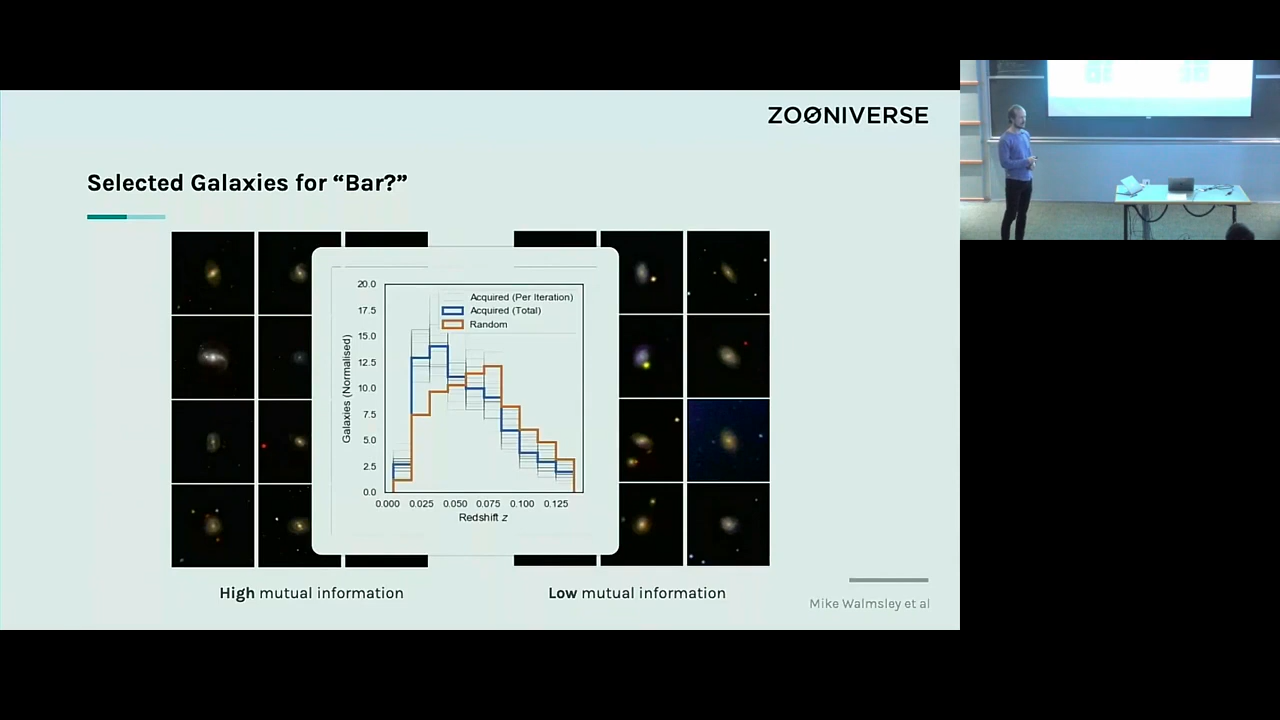 ZOØNIVERSE
Selected Galaxies for “Bar?”
20.0
17.5
15.0
12.5
10.0
7.5
5.0
2.5
0.0
Galaxies (Normalised)
Acquired (Per Iteration)
Acquired (Total)
Random
0.000 0.025 0.050 0.075 0.100 0.125
Redshift z
High mutual information
Low mutual information
Mike Walmsley et al